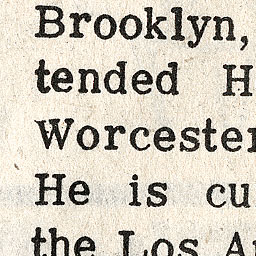 Brooklyn,
tended H
Worcester
He is cu
the Los A